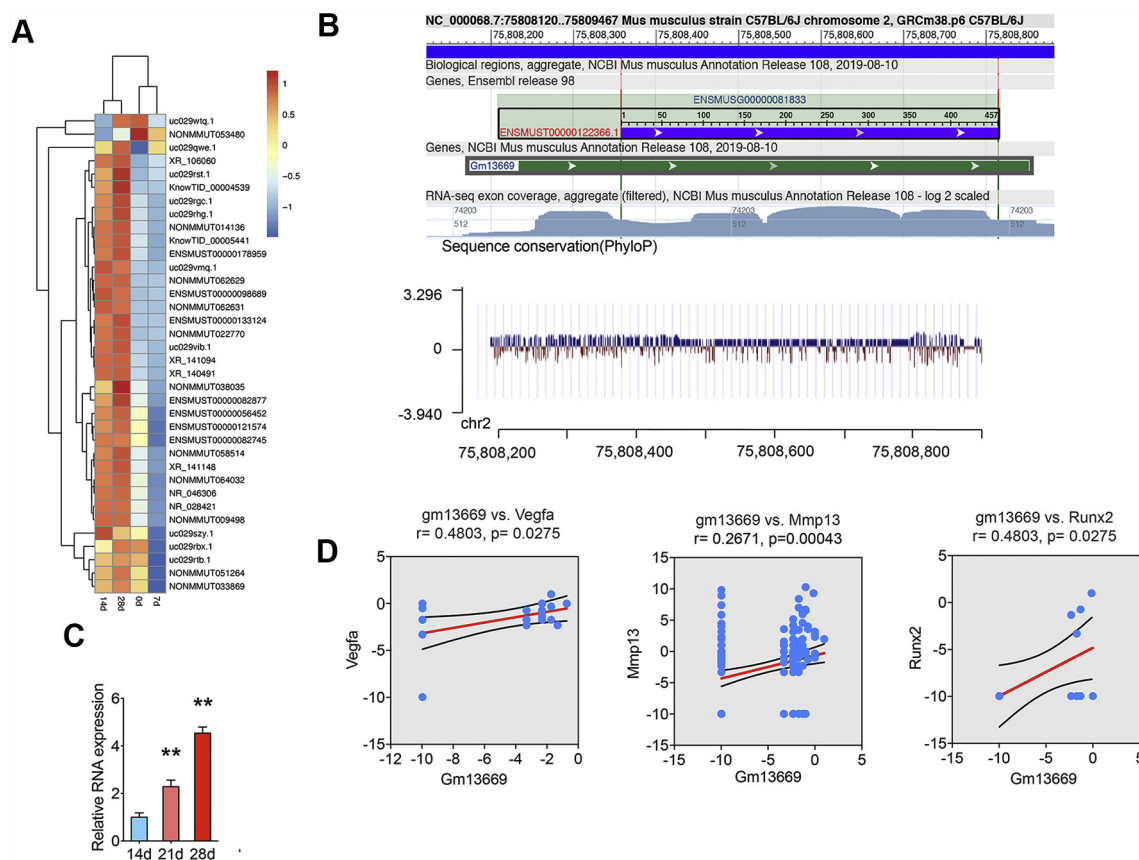 A
1
0.5
0
−0.5
−1
uc029wtq.1
NONMMUT053480
uc029qwe.1
XR_106060
uc029rst.1
KnowTID_00004539
uc029rgc.1
uc029rhg.1
NONMMUT014136
KnowTID_00005441
ENSMUST00000178959
uc029vmq.1
NONMMUT062629
ENSMUST00000098689
NONMMUT062631
ENSMUST00000133124
NONMMUT022770
uc029vib.1
XR_141094
XR_140491
NONMMUT038035
ENSMUST00000082877
ENSMUST00000056452
ENSMUST00000121574
ENSMUST00000082745
NONMMUT058514
XR_141148
NONMMUT064032
NR_046306
NR_028421
NONMMUT009498
uc029szy.1
uc029rbx.1
uc029rtb.1
NONMMUT051264
NONMMUT033869
14d 28d 0d 7d
B
NC_000068.7:75808120..75809467 Mus musculus strain C57BL/6J chromosome 2, GRCm38.p6 C57BL/6J
75,808,200 75,808,300 75,808,400 75,808,500 75,808,600 75,808,700 75,808,800
Biological regions, aggregate, NCBI Mus musculus Annotation Release 108, 2019-08-10
Genes, Ensembl release 98
ENSMUSG00000081833
1 50 100 150 200 250 300 350 400 457
ENSMUST00000122366.1
Genes, NCBI Mus musculus Annotation Release 108, 2019-08-10
Gm13669
RNA-seq exon coverage, aggregate (filtered), NCBI Mus musculus Annotation Release 108 - log 2 scaled
74203 74203 74203
512 512 512
Sequence conservation(PhyloP)
3.296
0
-3.940
chr2
75,808,200 75,808,400 75,808,600 75,808,800
C
Relative RNA expression
6
4
2
0
**
**
14d 21d 28d
D
gm13669 vs. Vegfa
r= 0.4803, p= 0.0275
Vegfa
5
0
-5
-10
-15
-12 -10 -8 -6 -4 -2 0
Gm13669
gm13669 vs. Mmp13
r= 0.2671, p=0.00043
Mmp13
15
10
5
0
-5
-10
-15
-15 -10 -5 0 5
Gm13669
gm13669 vs. Runx2
r= 0.4803, p= 0.0275
Runx2
5
0
-5
-10
-15
-15 -10 -5 0 5
Gm13669